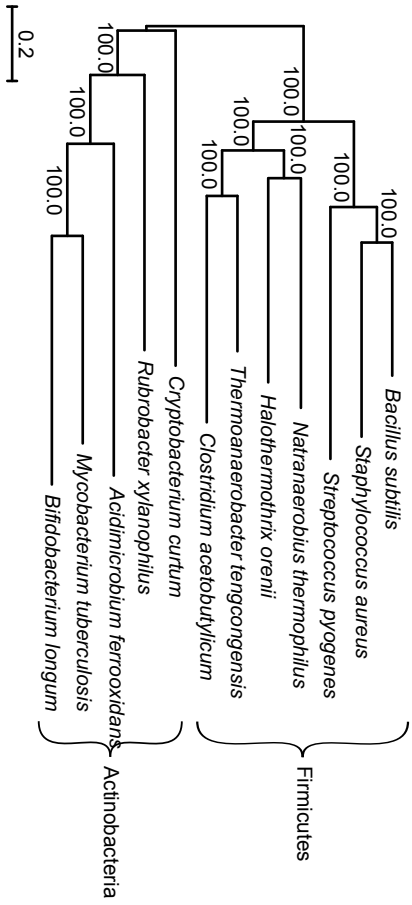 100.0
Bacillus subtilis
Staphylococcus aureus
100.0
Streptococcus pyogenes
100.0
100.0
Natranaerobius thermophilus
Firmicutes
Halothermothrix orenii
100.0
Thermoanaerobacter tengcongensis
100.0
Clostridium acetobutylicum
Cryptobacterium curtum
Rubrobacter xylanophilus
100.0
Acidimicrobium ferrooxidans
Actinobacteria
100.0
Mycobacterium tuberculosis
100.0
Bifidobacterium longum
0.2